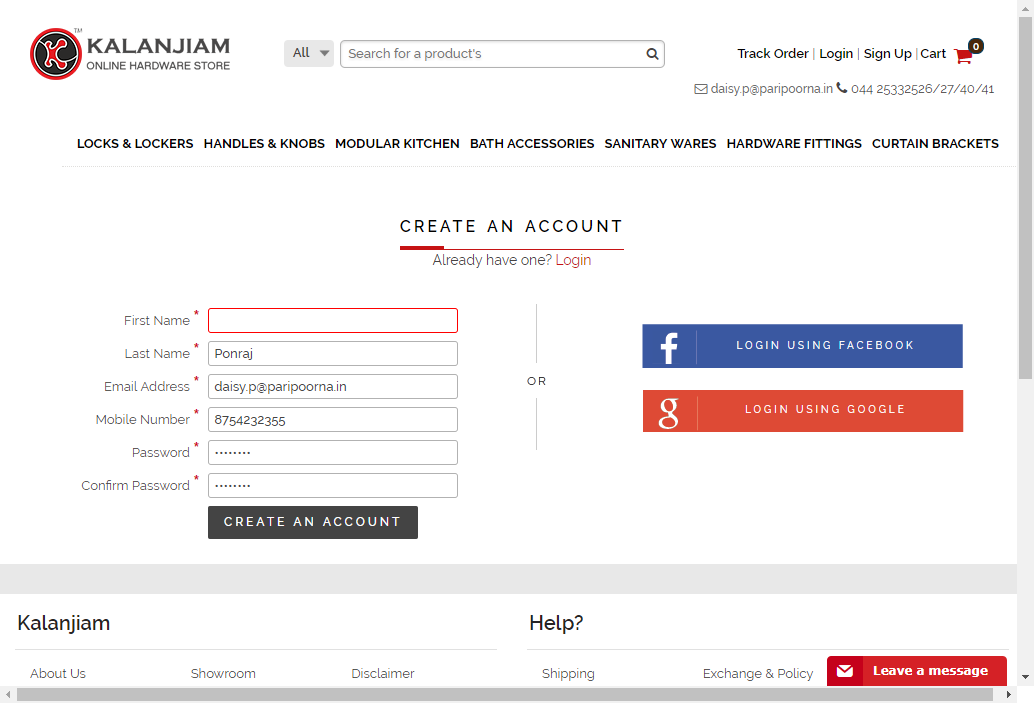 KALANJIAM TM
ONLINE HARDWARE STORE
All Search for a product's
Track Order | Login | Sign Up | Cart 0
daisy.p@paripoorna.in 044 25332526/27/40/41
LOCKS & LOCKERS HANDLES & KNOBS MODULAR KITCHEN BATH ACCESSORIES SANITARY WARES HARDWARE FITTINGS CURTAIN BRACKETS
CREATE AN ACCOUNT
Already have one? Login
First Name *
Last Name * Ponraj
Email Address * daisy.p@paripoorna.in
Mobile Number * 8754232355
Password * ••••••••
Confirm Password * ••••••••
CREATE AN ACCOUNT
OR
LOGIN USING FACEBOOK
LOGIN USING GOOGLE
Kalanjiam Help?
About Us Showroom Disclaimer Shipping Exchange & Policy
Leave a message